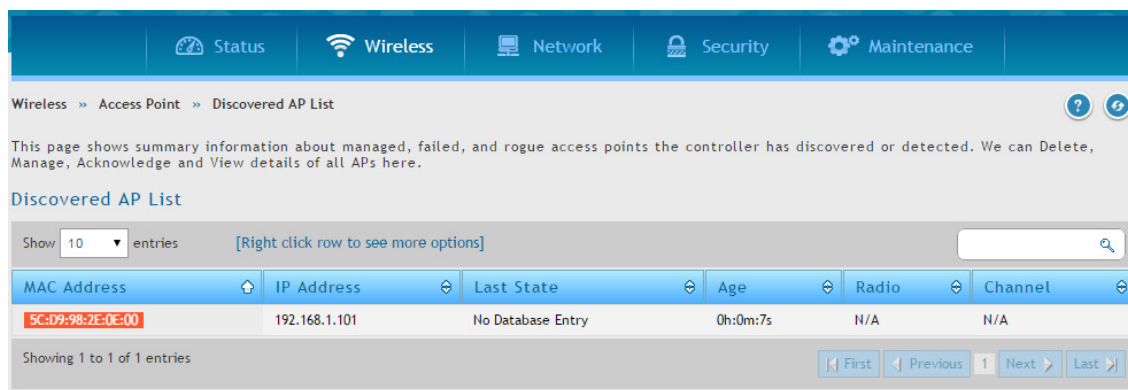 Status Wireless Network Security Maintenance
Wireless » Access Point » Discovered AP List
?
This page shows summary information about managed, failed, and rogue access points the controller has discovered or detected. We can Delete,
Manage, Acknowledge and View details of all APs here.
Discovered AP List
Show 10 entries [Right click row to see more options]
MAC Address IP Address Last State Age Radio Channel
5C:D9:98:2E:0E:00 192.168.1.101 No Database Entry 0h:0m:7s N/A N/A
Showing 1 to 1 of 1 entries First Previous 1 Next Last